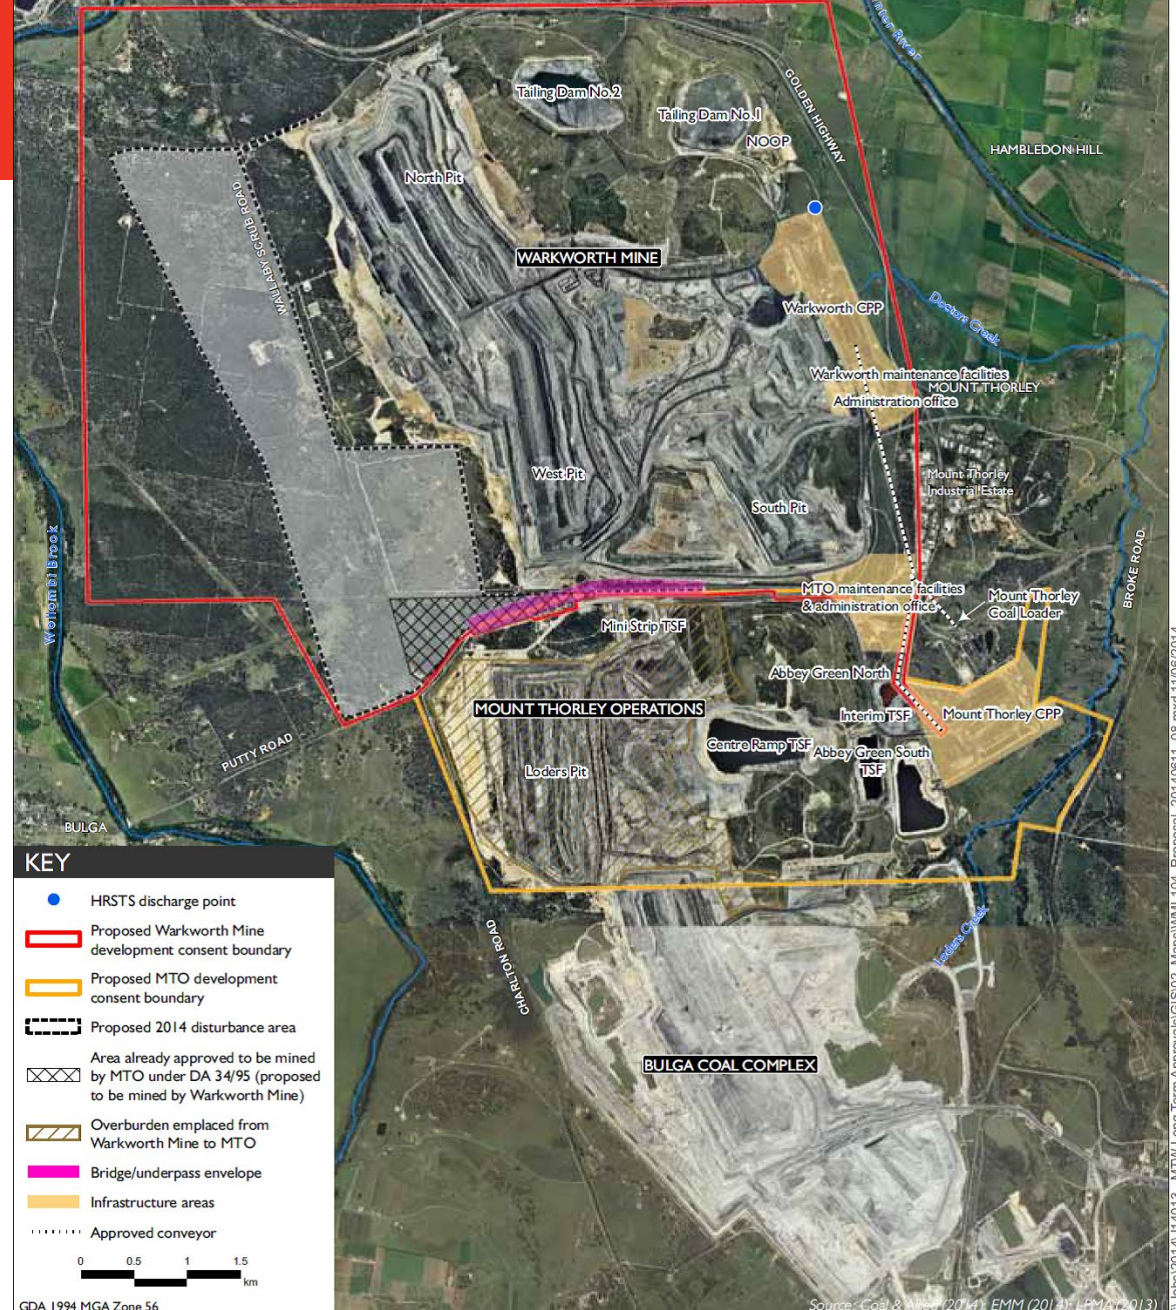 Hunter River
Tailing Dam No.2
Tailing Dam No.1
NOOP
GOLDEN HIGHWAY
HAMBLEDON HILL
North Pit
WALLABY SCRUB ROAD
WARKWORTH MINE
Warkworth CPP
Doctors Creek
Warkworth maintenance facilities
MOUNT THORLEY
Administration office
West Pit
Mount Thorley
Industrial Estate
South Pit
Wollombi Brook
BROKE ROAD
MTO maintenance facilities
& administration office
Mount Thorley
Coal Loader
Mini Strip TSF
Abbey Green North
MOUNT THORLEY OPERATIONS
Interim TSF
Mount Thorley CPP
PUTTY ROAD
Centre Ramp TSF
Abbey Green South
TSF
Loders Pit
BULGA
CHARLTON ROAD
Loders Creek
BULGA COAL COMPLEX
KEY
HRSTS discharge point
Proposed Warkworth Mine
development consent boundary
Proposed MTO development
consent boundary
Proposed 2014 disturbance area
Area already approved to be mined
by MTO under DA 34/95 (proposed
to be mined by Warkworth Mine)
Overburden emplaced from
Warkworth Mine to MTO
Bridge/underpass envelope
Infrastructure areas
Approved conveyor
0 0.5 1 1.5
km
GDA 1994 MGA Zone 56
Source: Coal & Allied (2014); EMM (2014); LPMA (2013)